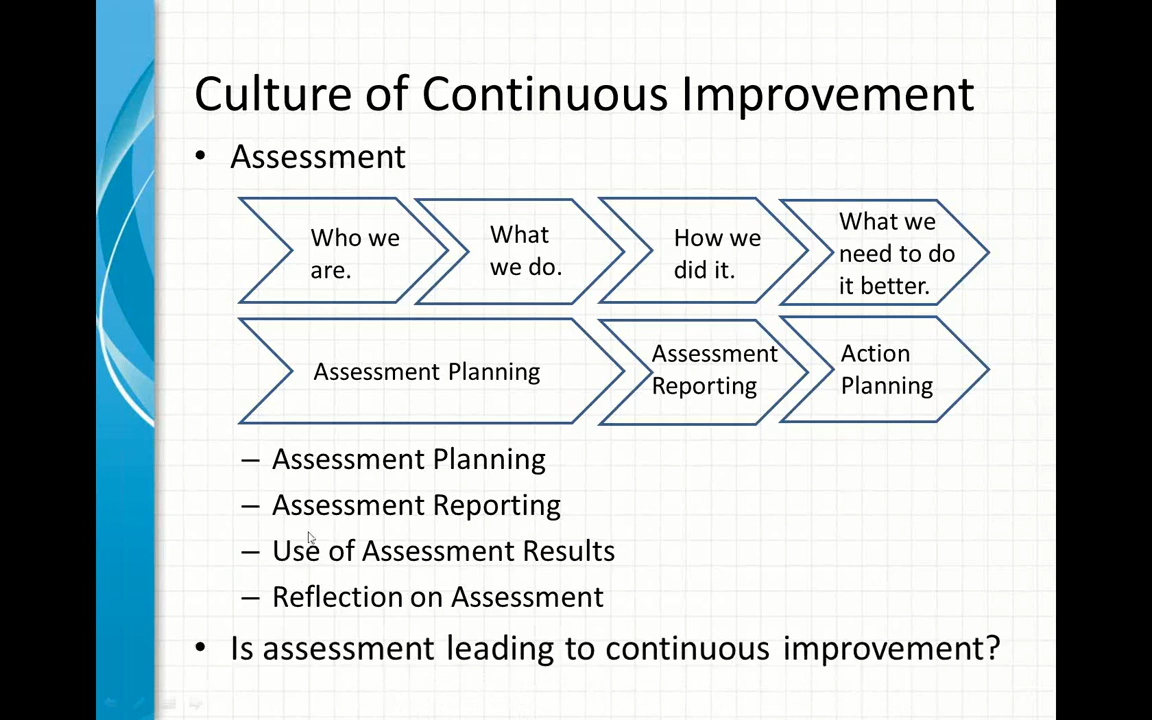 Culture of Continuous Improvement
• Assessment
Who we
are.
What
we do.
How we
did it.
What we
need to do
it better.
Assessment Planning
Assessment
Reporting
Action
Planning
– Assessment Planning
– Assessment Reporting
– Use of Assessment Results
– Reflection on Assessment
• Is assessment leading to continuous improvement?